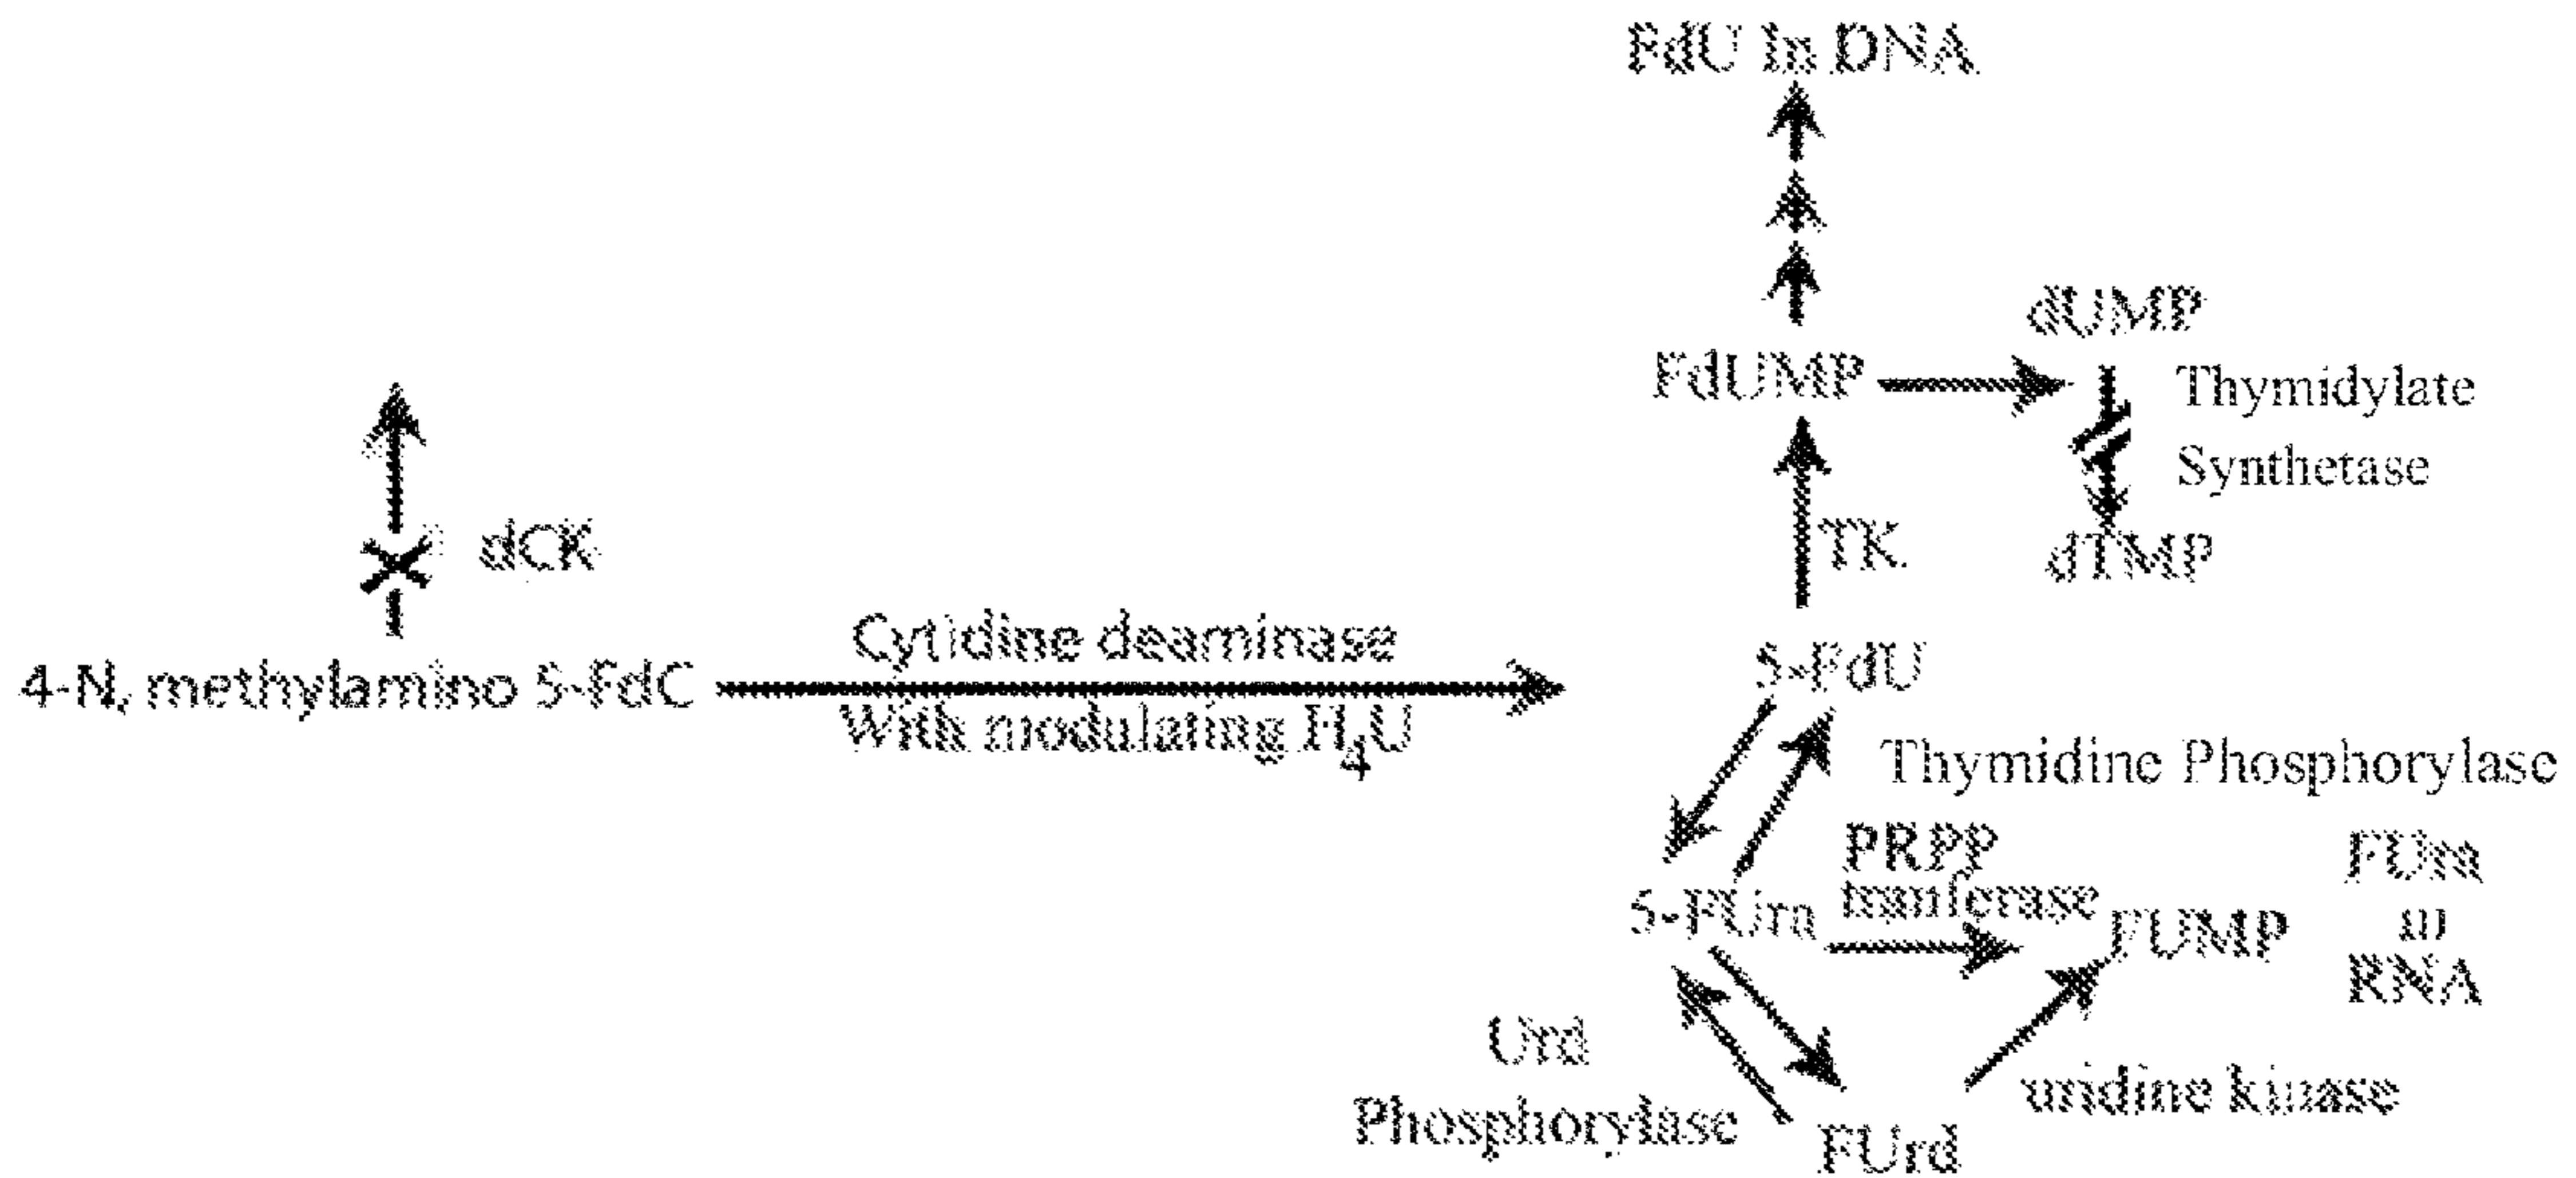 FdU In DNA
dUMP
FdUMP
Thymidylate
Synthetase
dCK
TK
dTMP
Cytidine deaminase
5-FdU
4-N, methylamino 5-FdC
With modulating H4U
Thymidine Phosphorylase
PRPP
tranferase
FUra
5-FUra
FUMP
in
RNA
Urd
Phosphorylase
uridine kinase
FUrd